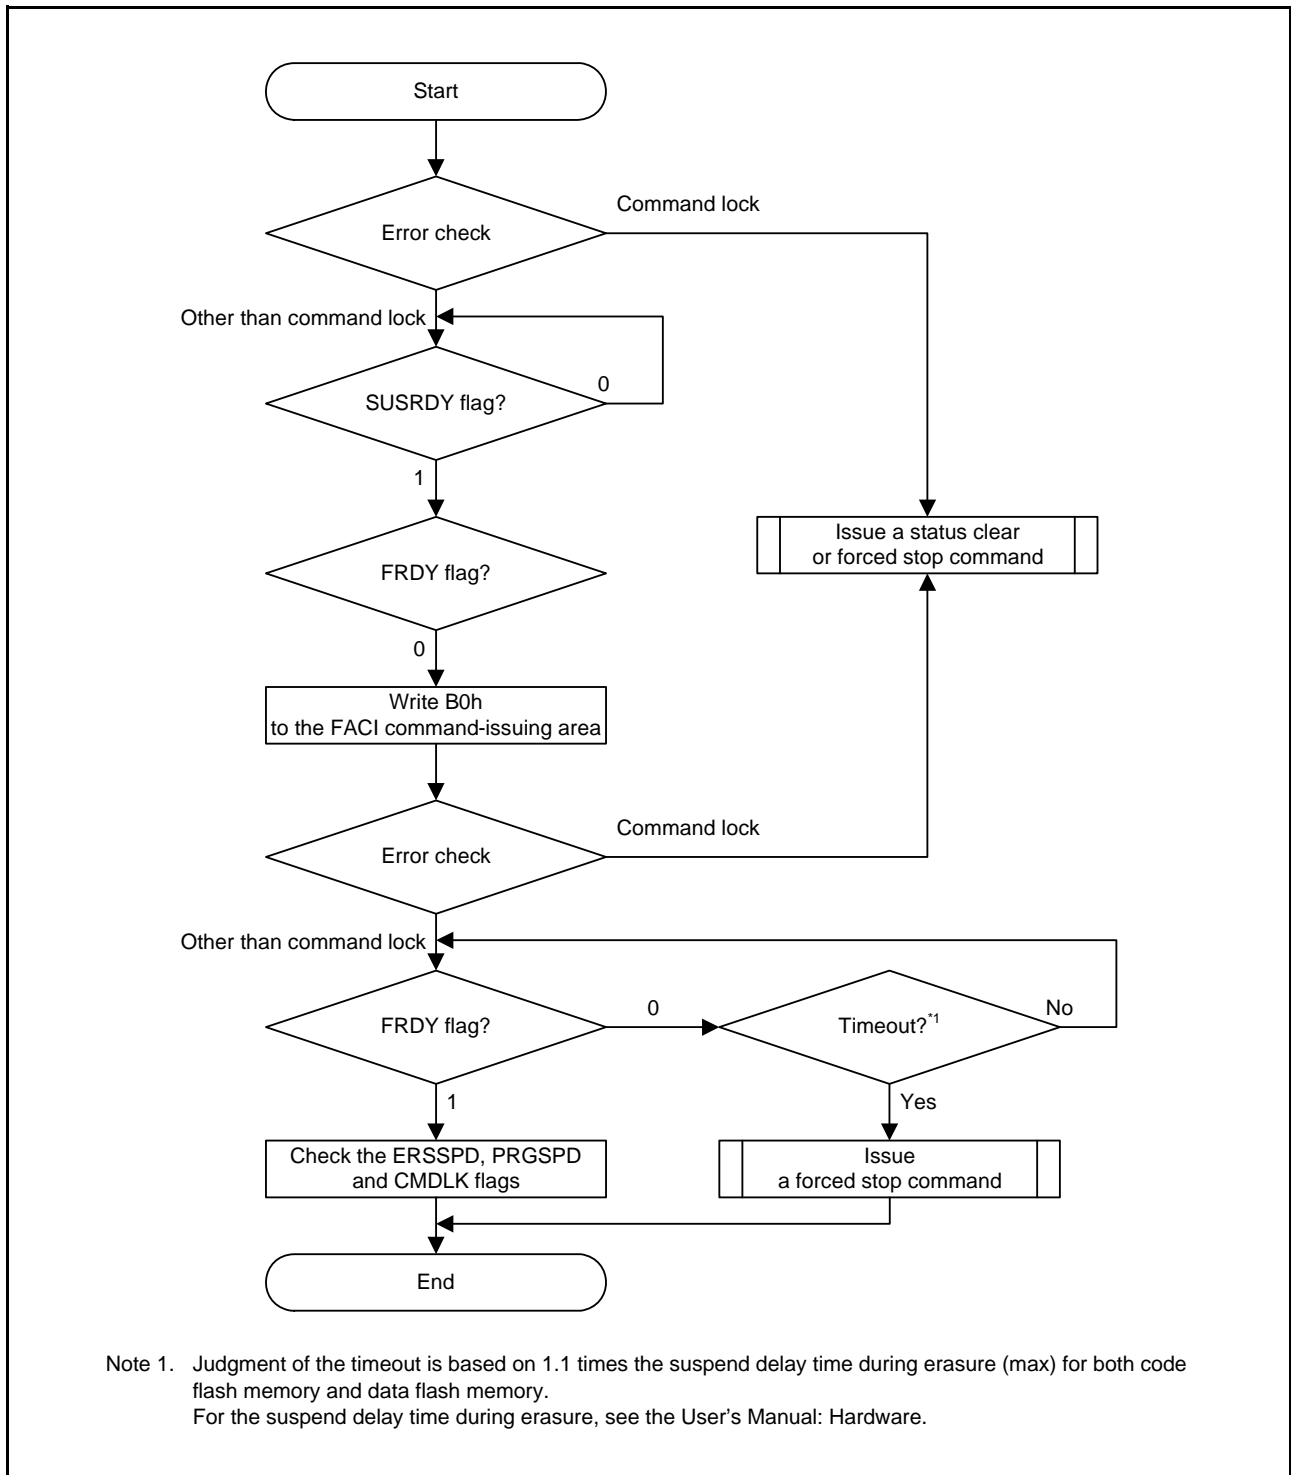 Start
Error check
Command lock
Other than command lock
SUSRDY flag?
0
1
FRDY flag?
0
Issue a status clear
or forced stop command
Write B0h
to the FACI command-issuing area
Error check
Command lock
Other than command lock
FRDY flag?
0
Timeout?*1
No
1
Yes
Check the ERSSPD, PRGSPD
and CMDLK flags
Issue
a forced stop command
End
Note 1. Judgment of the timeout is based on 1.1 times the suspend delay time during erasure (max) for both code
flash memory and data flash memory.
For the suspend delay time during erasure, see the User's Manual: Hardware.